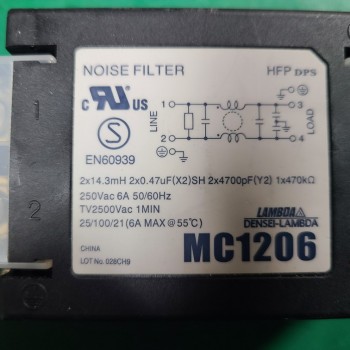 NOISE FILTER HFP DPS
c UR US
1 LINE 2
3 LOAD 4
S
EN60939
2x14.3mH 2x0.47uF(X2)SH 2x4700pF(Y2) 1x470kΩ
250Vac 6A 50/60Hz
TV2500Vac 1MIN
25/100/21(6A MAX @ 55℃)
LAMBDA
DENSEI-LAMBDA
MC1206
CHINA
LOT No. 028CH9
1
2